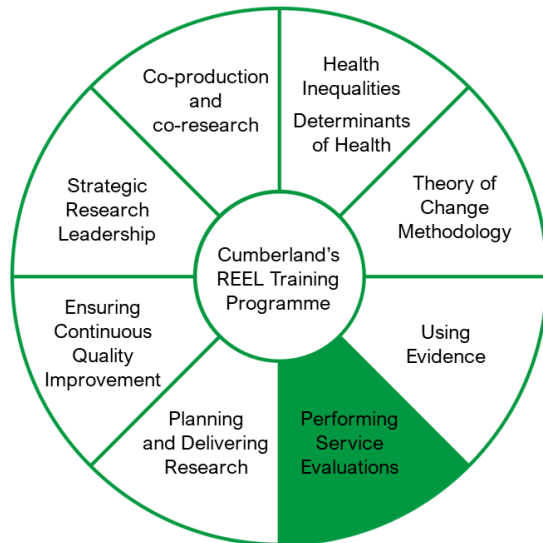 Co-production
and
co-research
Health
Inequalities
Determinants
of Health
Theory of
Change
Methodology
Using
Evidence
Performing
Service
Evaluations
Planning
and Delivering
Research
Ensuring
Continuous
Quality
Improvement
Strategic
Research
Leadership
Cumberland’s
REEL Training
Programme